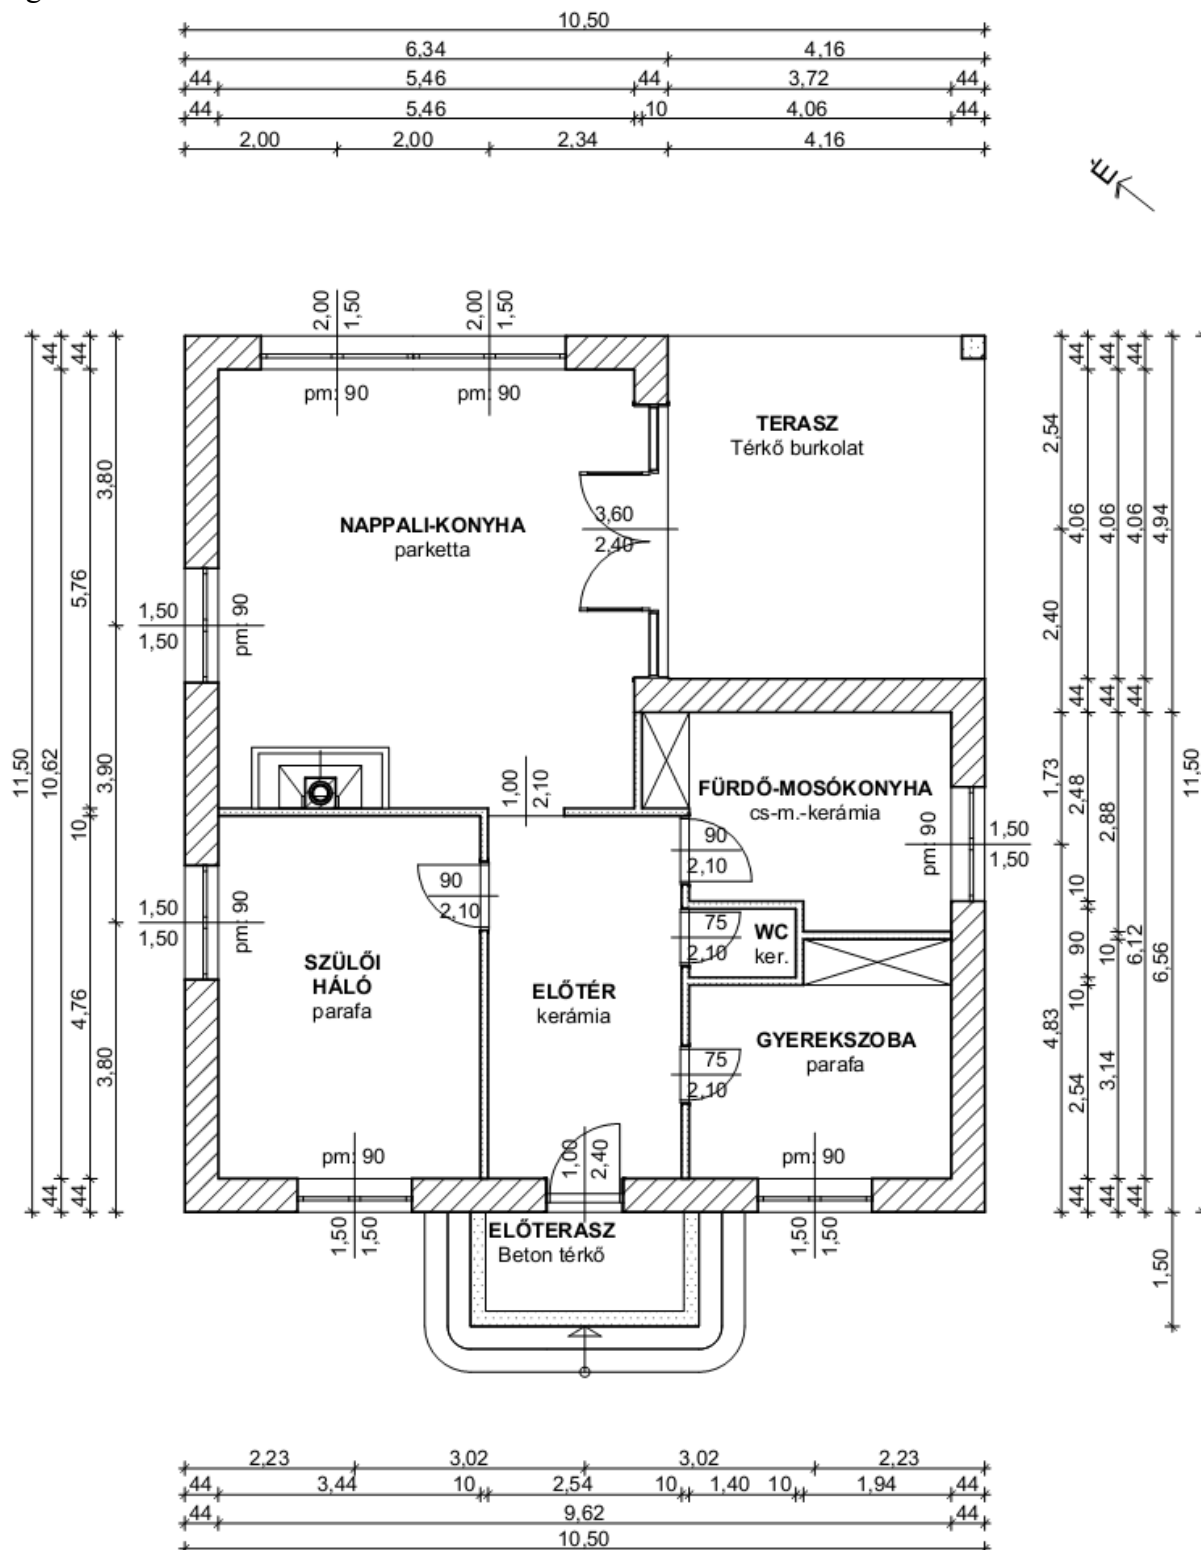 10,50
6,34 4,16
44 5,46 44 3,72 44
44 5,46 10 4,06 44
2,00 2,00 2,34 4,16
É
2,00 1,50 2,00 1,50
pm: 90 pm: 90
TERASZ
Térkő burkolat
NAPPALI-KONYHA
parketta
3,60
2,40
1,50
1,50
pm: 90
1,00 2,10
FÜRDŐ-MOSÓKONYHA
cs-m.-kerámia
90
2,10
pm: 90
1,50
1,50
90
2,10
1,50
1,50
pm: 90
75
2,10
WC
ker.
SZÜLŐI
HÁLÓ
parafa
ELŐTÉR
kerámia
GYEREKSZOBA
parafa
75
2,10
pm: 90
1,00 2,40
pm: 90
1,50 1,50
1,50 1,50
ELŐTERASZ
Beton térkő
11,50
44 10,62 44
44 5,76 10 4,76 44
3,80 3,90 3,80
2,54 2,40 1,73 4,83
44 4,06 44 2,48 10 90 10 2,54 44
44 4,06 44 2,88 10 3,14 44
44 4,06 44 6,12 44
4,94 6,56 1,50
11,50
2,23 3,02 3,02 2,23
44 3,44 10 2,54 10 1,40 10 1,94 44
44 9,62 44
10,50